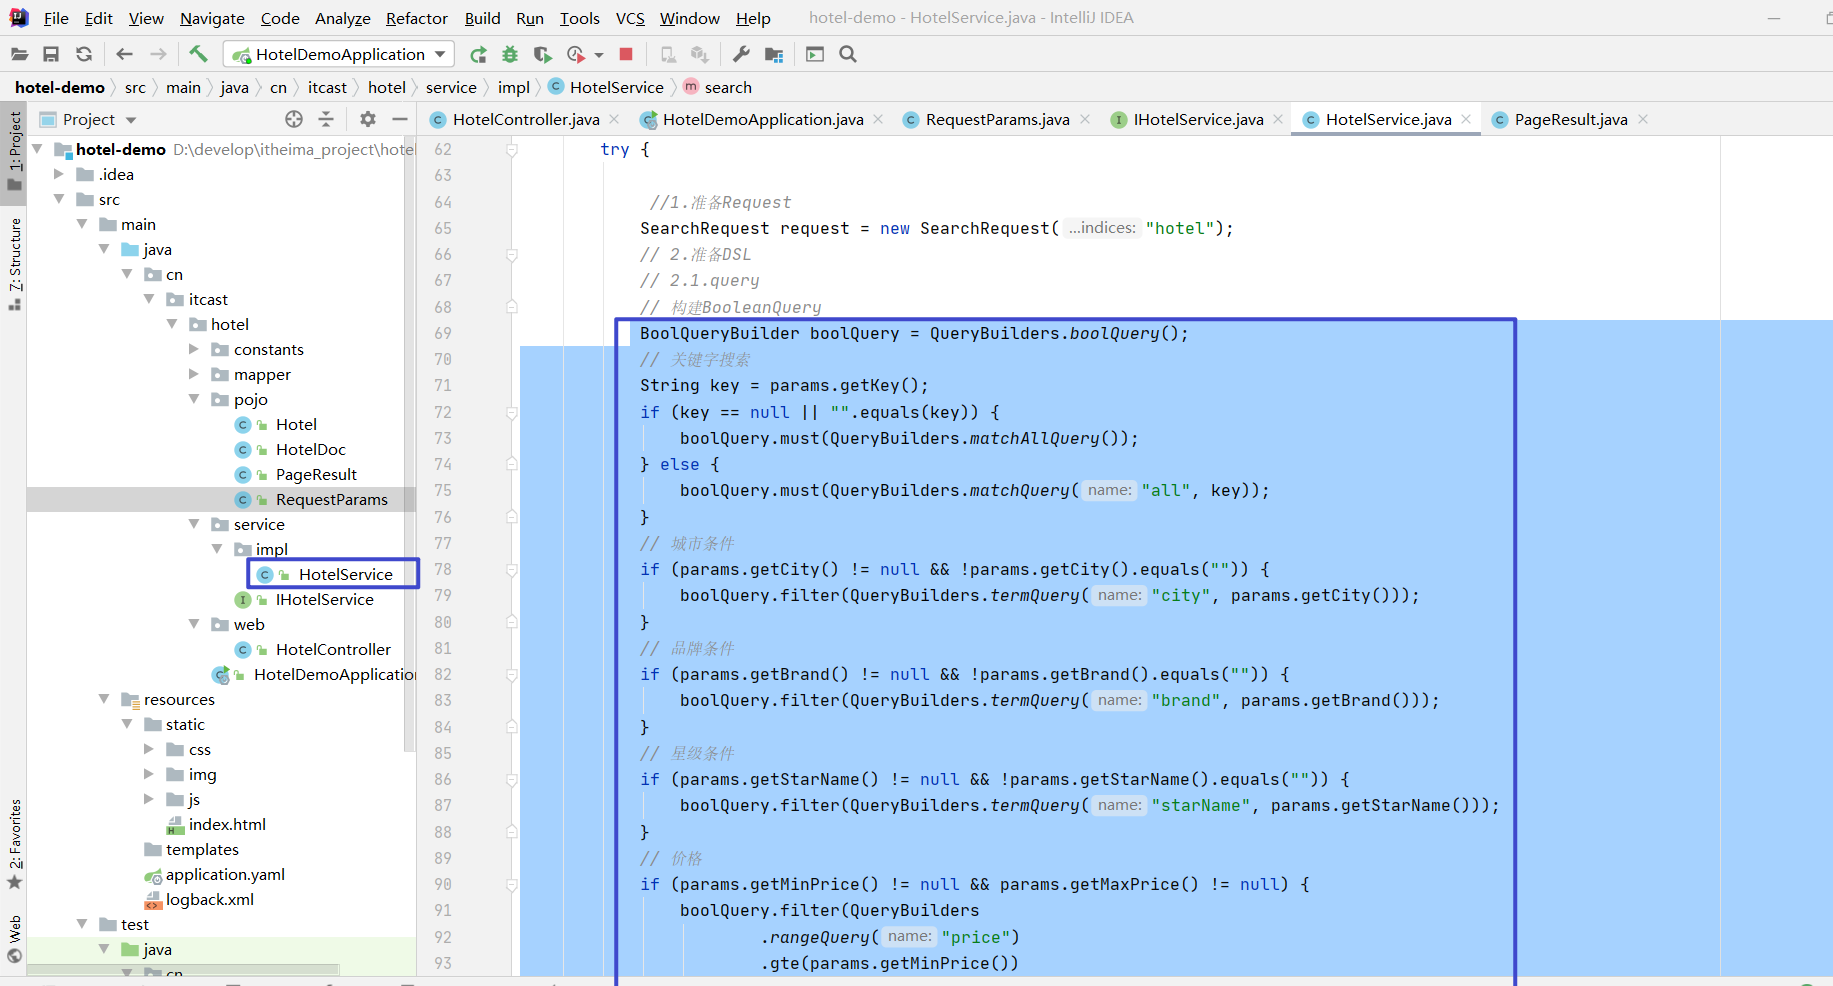 File Edit View Navigate Code Analyze Refactor Build Run Tools VCS Window Help hotel-demo - HotelService.java - IntelliJ IDEA
HotelDemoApplication
hotel-demo src main java cn itcast hotel service impl HotelService search
Project
HotelController.java HotelDemoApplication.java RequestParams.java IHotelService.java HotelService.java PageResult.java
1: Project
7: Structure
2: Favorites
Web
hotel-demo D:\develop\itheima_project\hote
.idea
src
main
java
cn
itcast
hotel
constants
mapper
pojo
Hotel
HotelDoc
PageResult
RequestParams
service
impl
HotelService
IHotelService
web
HotelController
HotelDemoApplicatio
resources
static
css
img
js
index.html
templates
application.yaml
logback.xml
test
java
cn
62 try {
63
64 //1.准备Request
65 SearchRequest request = new SearchRequest( ...indices: "hotel");
66 // 2.准备DSL
67 // 2.1.query
68 // 构建BooleanQuery
69 BoolQueryBuilder boolQuery = QueryBuilders.boolQuery();
70 // 关键字搜索
71 String key = params.getKey();
72 if (key == null || "".equals(key)) {
73 boolQuery.must(QueryBuilders.matchAllQuery());
74 } else {
75 boolQuery.must(QueryBuilders.matchQuery( name: "all", key));
76 }
77 // 城市条件
78 if (params.getCity() != null && !params.getCity().equals("")) {
79 boolQuery.filter(QueryBuilders.termQuery( name: "city", params.getCity()));
80 }
81 // 品牌条件
82 if (params.getBrand() != null && !params.getBrand().equals("")) {
83 boolQuery.filter(QueryBuilders.termQuery( name: "brand", params.getBrand()));
84 }
85 // 星级条件
86 if (params.getStarName() != null && !params.getStarName().equals("")) {
87 boolQuery.filter(QueryBuilders.termQuery( name: "starName", params.getStarName()));
88 }
89 // 价格
90 if (params.getMinPrice() != null && params.getMaxPrice() != null) {
91 boolQuery.filter(QueryBuilders
92 .rangeQuery( name: "price")
93 .gte(params.getMinPrice())